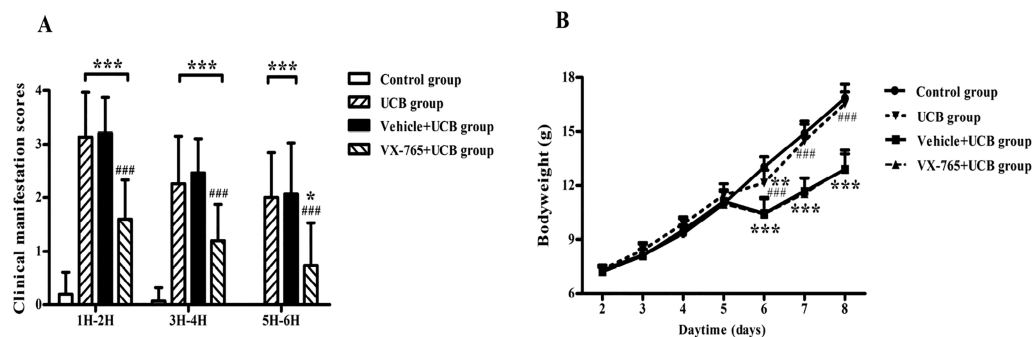 A
Clinical manifestation scores
4
3
2
1
0
***
***
***
###
###
*
###
1H-2H
3H-4H
5H-6H
Control group
UCB group
Vehicle+UCB group
VX-765+UCB group
B
Bodyweight (g)
18
15
12
9
6
**
###
***
###
***
###
***
2 3 4 5 6 7 8
Daytime (days)
Control group
UCB group
Vehicle+UCB group
VX-765+UCB group